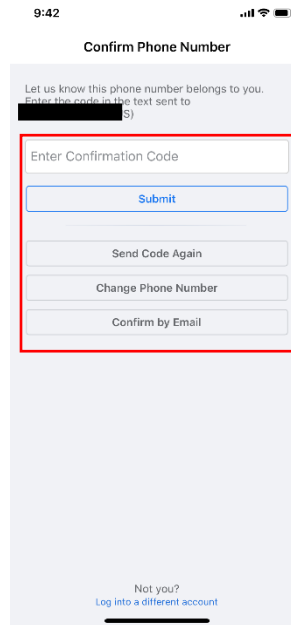 9:42
Confirm Phone Number
Let us know this phone number belongs to you.
Enter the code in the text sent to
S)
Enter Confirmation Code
Submit
Send Code Again
Change Phone Number
Confirm by Email
Not you?
Log into a different account